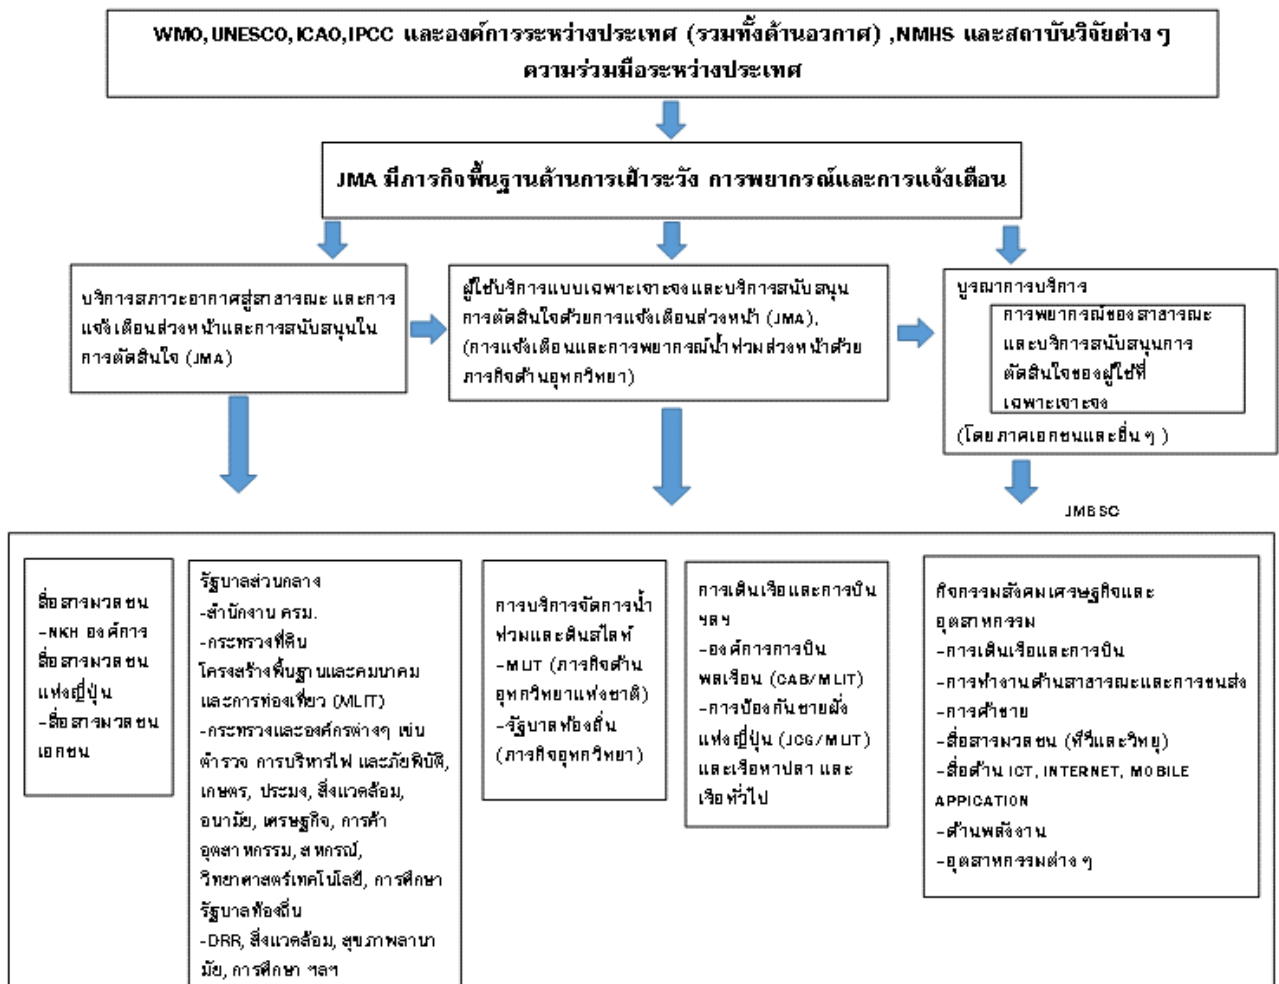 WMO,UNESCO,ICAO,IPCC และองค์การระหว่างประเทศ (รวมทั้งด้านอวกาศ) ,NMHS และสถาบันวิจัยต่าง ๆ
ความร่วมมือระหว่างประเทศ
JMA มีภารกิจพื้นฐานด้านการเฝ้าระวัง การพยากรณ์และการแจ้งเตือน
บริการสภาวะอากาศสู่สาธารณะ และการ
แจ้งเตือนล่วงหน้าและการสนับสนุนใน
การตัดสินใจ (JMA)
ผู้ใช้บริการแบบเฉพาะเจาะจงและบริการสนับสนุน
การตัดสินใจด้วยการแจ้งเตือนล่วงหน้า (JMA),
(การแจ้งเตือนและการพยากรณ์น้ำท่วมล่วงหน้าด้วย
ภารกิจด้านอุทกวิทยา)
บูรณาการบริการ
การพยากรณ์ของสาธารณะ
และบริการสนับสนุนการ
ตัดสินใจของผู้ใช้ที่
เฉพาะเจาะจง
(โดยภาคเอกชนและอื่น ๆ )
JMBSC
สื่อสารมวลชน
-NKH องค์การ
สื่อสารมวลชน
แห่งญี่ปุ่น
-สื่อสารมวลชน
เอกชน
รัฐบาลส่วนกลาง
-สำนักงาน ครม.
-กระทรวงที่ดิน
โครงสร้างพื้นฐานและคมนาคม
และการท่องเที่ยว (MLIT)
-กระทรวงและองค์กรต่างๆ เช่น
ตำรวจ การบริหารไฟ และภัยพิบัติ,
เกษตร, ประมง, สิ่งแวดล้อม,
อนามัย, เศรษฐกิจ, การค้า
อุตสาหกรรม, สหกรณ์,
วิทยาศาสตร์เทคโนโลยี, การศึกษา
รัฐบาลท้องถิ่น
-DRR, สิ่งแวดล้อม, สุขภาพลานา
มัย, การศึกษา ฯลฯ
การบริการจัดการน้ำ
ท่วมและดินสไลท์
-MLIT (ภารกิจด้าน
อุทกวิทยาแห่งชาติ)
-รัฐบาลท้องถิ่น
(ภารกิจอุทกวิทยา)
การเดินเรือและการบิน
ฯลฯ
-องค์การการบิน
พลเรือน (CAB/MLIT)
-การป้องกันชายฝั่ง
แห่งญี่ปุ่น (JCG/MLIT)
และเรือหาปลา และ
เรือทั่วไป
กิจกรรมสังคมเศรษฐกิจและ
อุตสาหกรรม
-การเดินเรือและการบิน
-การทำงานด้านสาธารณะและการขนส่ง
-การค้าขาย
-สื่อสารมวลชน (ทีวีและวิทยุ)
-สื่อด้าน ICT, INTERNET, MOBILE
APPICATION
-ด้านพลังงาน
-อุตสาหกรรมต่าง ๆ